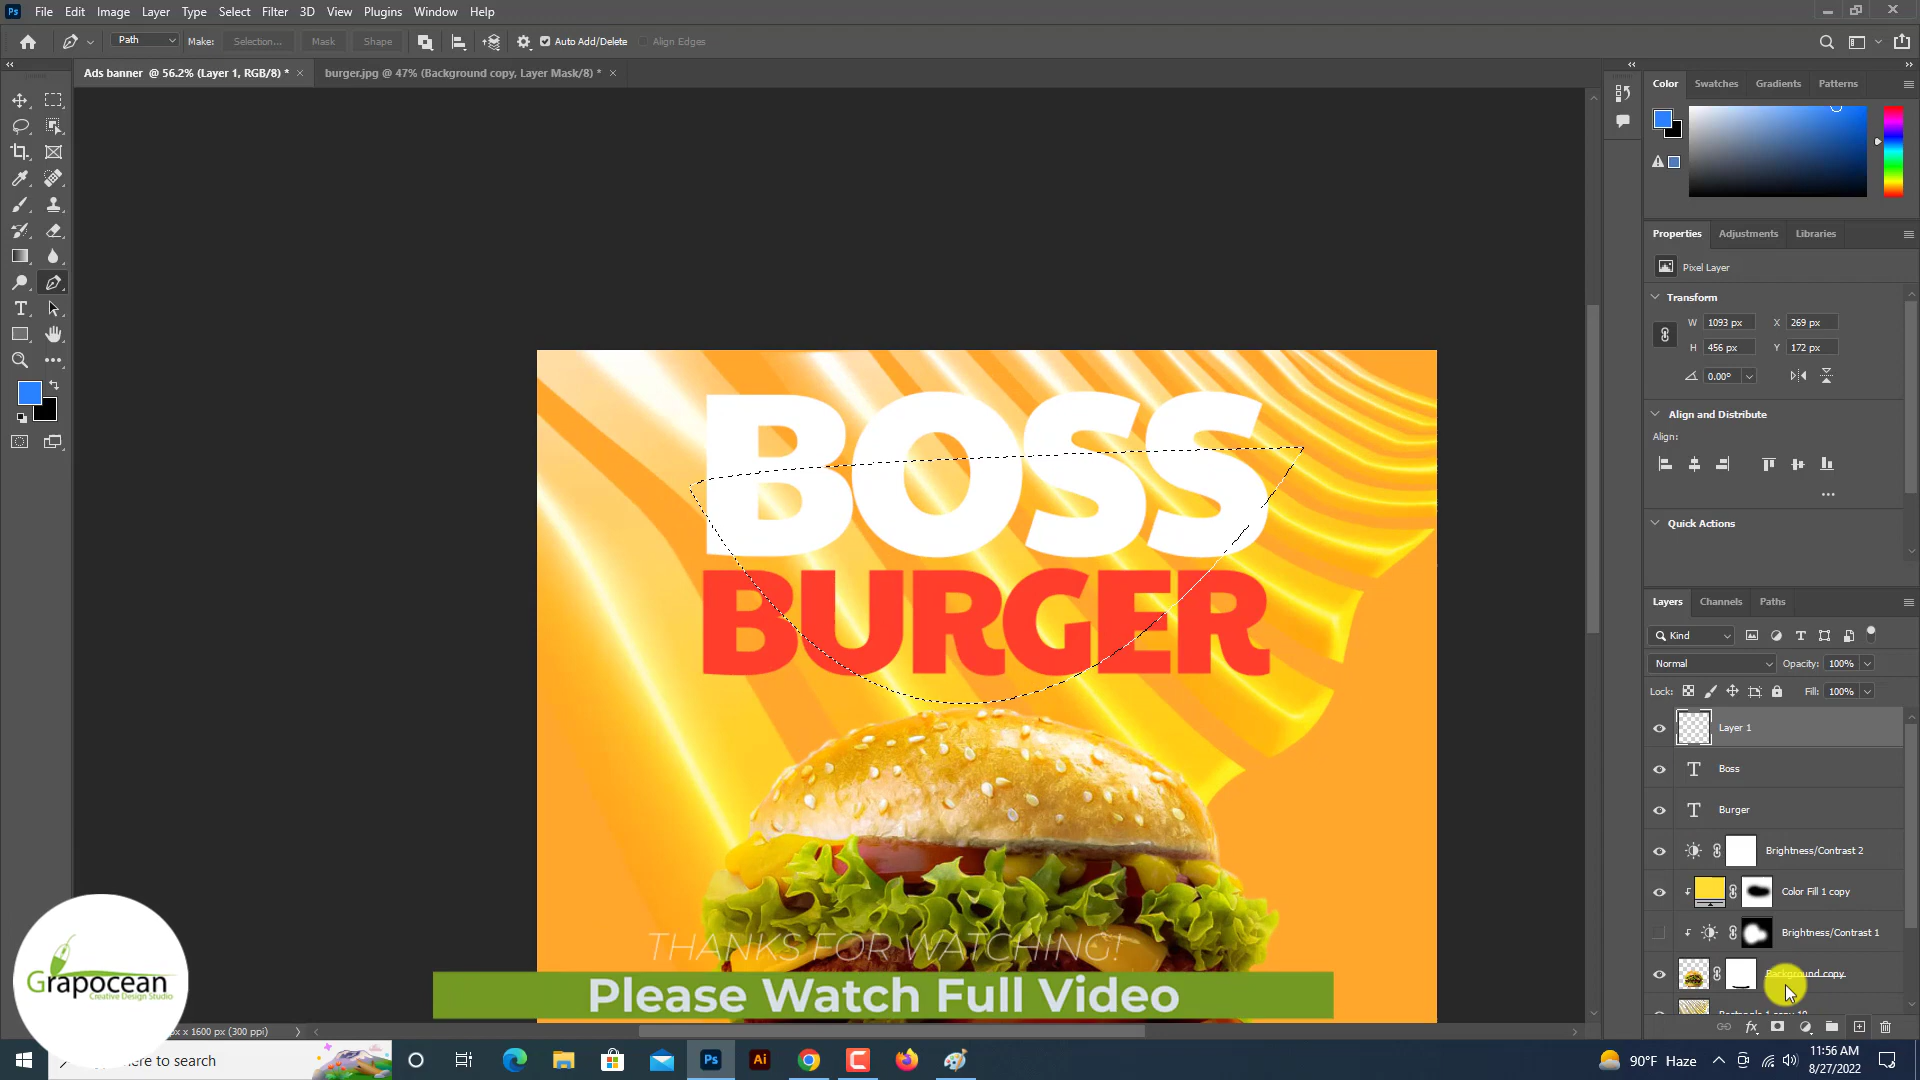 File Edit Image Layer Type Select Filter 3D View Plugins Window Help
Path Make: Selection... Mask Shape Auto Add/Delete Align Edges
Ads banner @ 56.2% (Layer 1, RGB/8) * × burger.jpg @ 47% (Background copy, Layer Mask/8) * ×
Color Swatches Gradients Patterns
Properties Adjustments Libraries
Pixel Layer
Transform
W 1093 px X 269 px
H 456 px Y 172 px
0.00°
Align and Distribute
Align:
Quick Actions
Layers Channels Paths
Kind
Normal Opacity: 100%
Lock: Fill: 100%
Layer 1
Boss
Burger
Brightness/Contrast 2
Color Fill 1 copy
Brightness/Contrast 1
Background copy
BOSS
BURGER
THANKS FOR WATCHING!
Please Watch Full Video
Grapocean
Creative Design Studio
px x 1600 px (300 ppi)
here to search
Ps Ai
90°F Haze
11:56 AM
8/27/2022